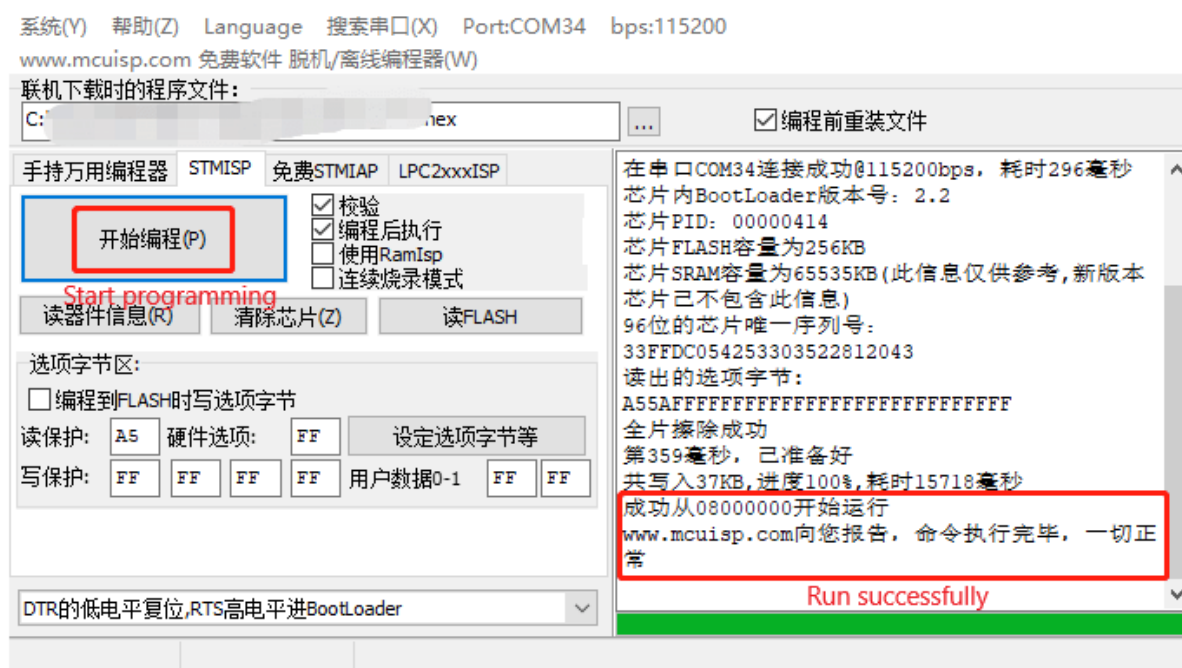 系统(Y) 帮助(Z) Language 搜索串口(X) Port:COM34 bps:115200
www.mcuisp.com 免费软件 脱机/离线编程器(W)
联机下载时的程序文件：
C: hex ... 编程前重装文件
手持万用编程器 STMISP 免费STMIAP LPC2xxxISP
开始编程(P)
Start programming
校验
编程后执行
使用RamIsp
连续烧录模式
读器件信息(R) 清除芯片(Z) 读FLASH
选项字节区:
编程到FLASH时写选项字节
读保护: A5 硬件选项: FF 设定选项字节等
写保护: FF FF FF FF 用户数据0-1 FF FF
DTR的低电平复位,RTS高电平进BootLoader
在串口COM34连接成功@115200bps，耗时296毫秒
芯片内BootLoader版本号：2.2
芯片PID：00000414
芯片FLASH容量为256KB
芯片SRAM容量为65535KB(此信息仅供参考,新版本
芯片已不包含此信息)
96位的芯片唯一序列号：
33FFDC054253303522812043
读出的选项字节：
A55AFFFFFFFFFFFFFFFFFFFFFFFFFFFF
全片擦除成功
第359毫秒，已准备好
共写入37KB,进度100%,耗时15718毫秒
成功从08000000开始运行
www.mcuisp.com向您报告，命令执行完毕，一切正
常
Run successfully